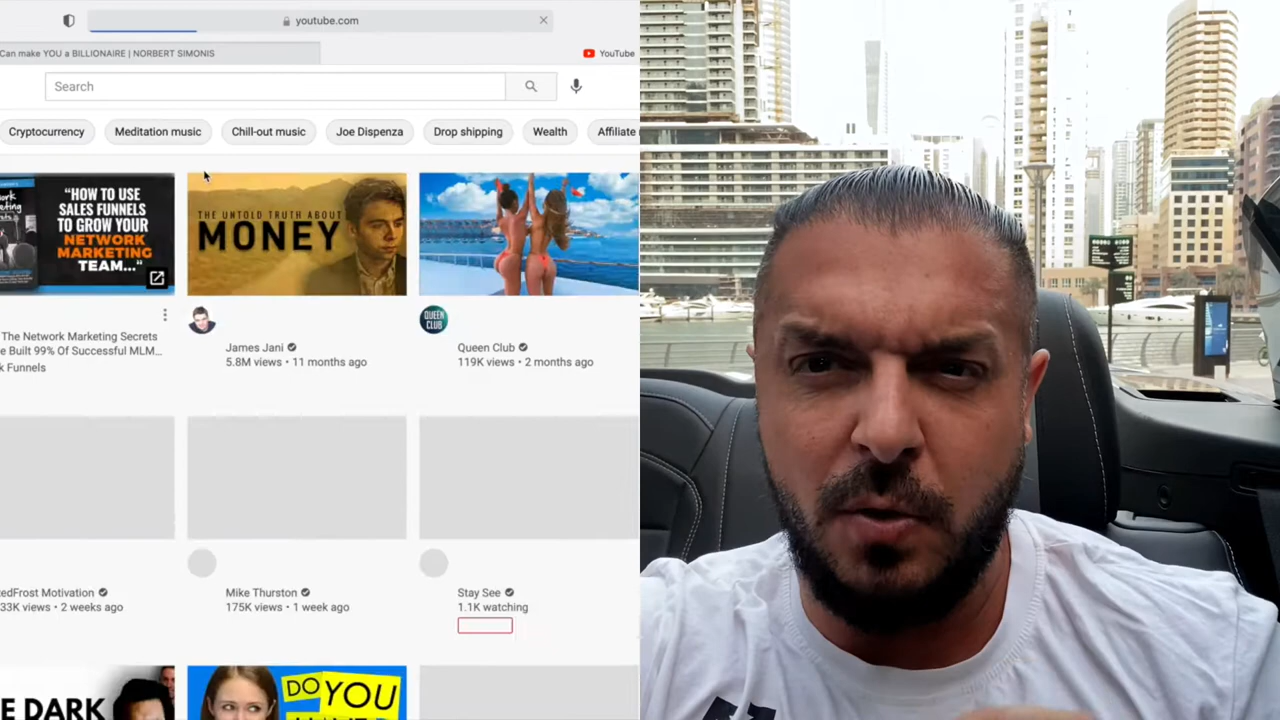 youtube.com
Can make YOU a BILLIONAIRE | NORBERT SIMONIS
YouTube
Search
Cryptocurrency
Meditation music
Chill-out music
Joe Dispenza
Drop shipping
Wealth
Affiliate
“HOW TO USE
SALES FUNNELS
TO GROW YOUR
NETWORK
MARKETING
TEAM...”
THE UNTOLD TRUTH ABOUT
MONEY
The Network Marketing Secrets
e Built 99% Of Successful MLM...
k Funnels
James Jani
5.8M views • 11 months ago
QUEEN
CLUB
Queen Club
119K views • 2 months ago
edFrost Motivation
33K views • 2 weeks ago
Mike Thurston
175K views • 1 week ago
Stay See
1.1K watching
E DARK
DO YOU